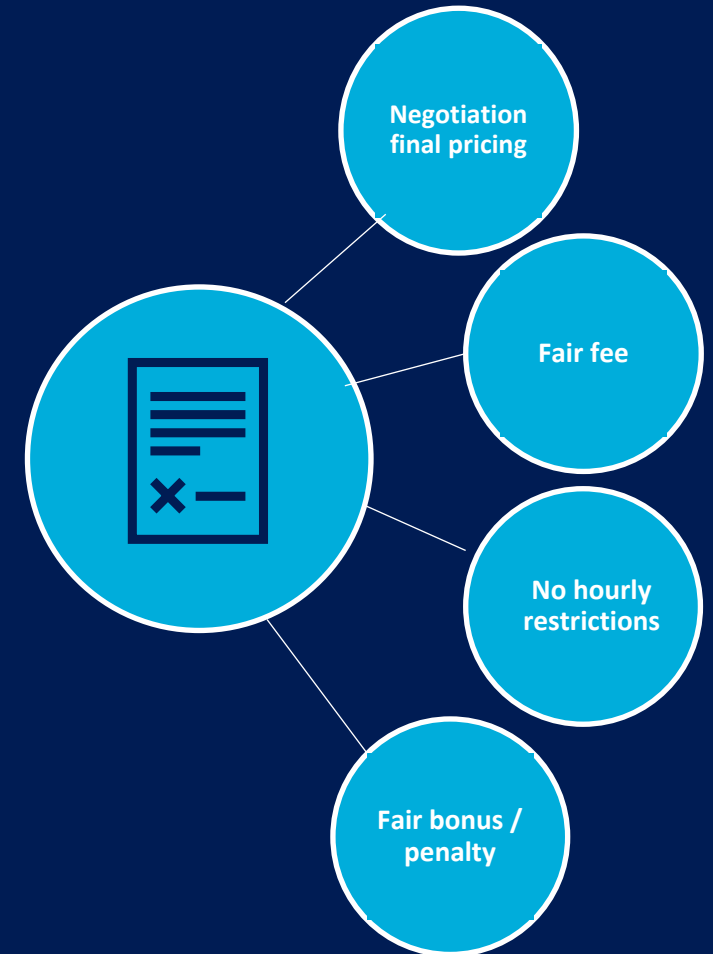 Negotiation
final pricing
Fair fee
No hourly
restrictions
Fair bonus /
penalty